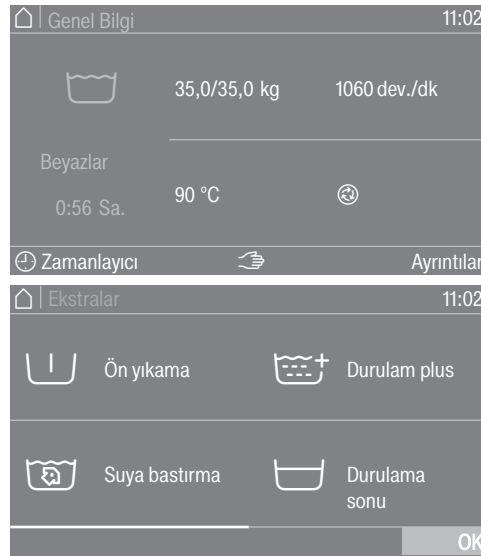 Genel Bilgi 11:02
35,0/35,0 kg 1060 dev./dk
Beyazlar
0:56 Sa. 90 °C
Zamanlayıcı Ayrıntılar
Ekstralar 11:02
Ön yıkama Durulam plus
Suya bastırma Durulama
sonu
OK